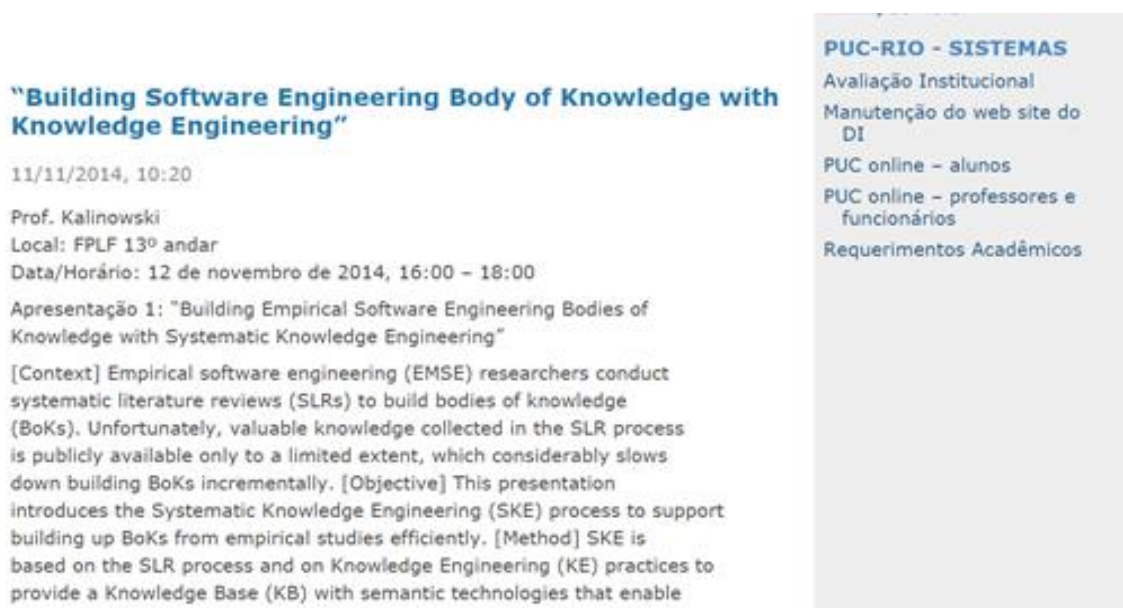 "Building Software Engineering Body of Knowledge with
Knowledge Engineering"
11/11/2014, 10:20
Prof. Kalinowski
Local: FPLF 13º andar
Data/Horário: 12 de novembro de 2014, 16:00 – 18:00
Apresentação 1: "Building Empirical Software Engineering Bodies of
Knowledge with Systematic Knowledge Engineering"
[Context] Empirical software engineering (EMSE) researchers conduct
systematic literature reviews (SLRs) to build bodies of knowledge
(BoKs). Unfortunately, valuable knowledge collected in the SLR process
is publicly available only to a limited extent, which considerably slows
down building BoKs incrementally. [Objective] This presentation
introduces the Systematic Knowledge Engineering (SKE) process to support
building up BoKs from empirical studies efficiently. [Method] SKE is
based on the SLR process and on Knowledge Engineering (KE) practices to
provide a Knowledge Base (KB) with semantic technologies that enable
PUC-RIO - SISTEMAS
Avaliação Institucional
Manutenção do web site do
DI
PUC online – alunos
PUC online – professores e
funcionários
Requerimentos Acadêmicos